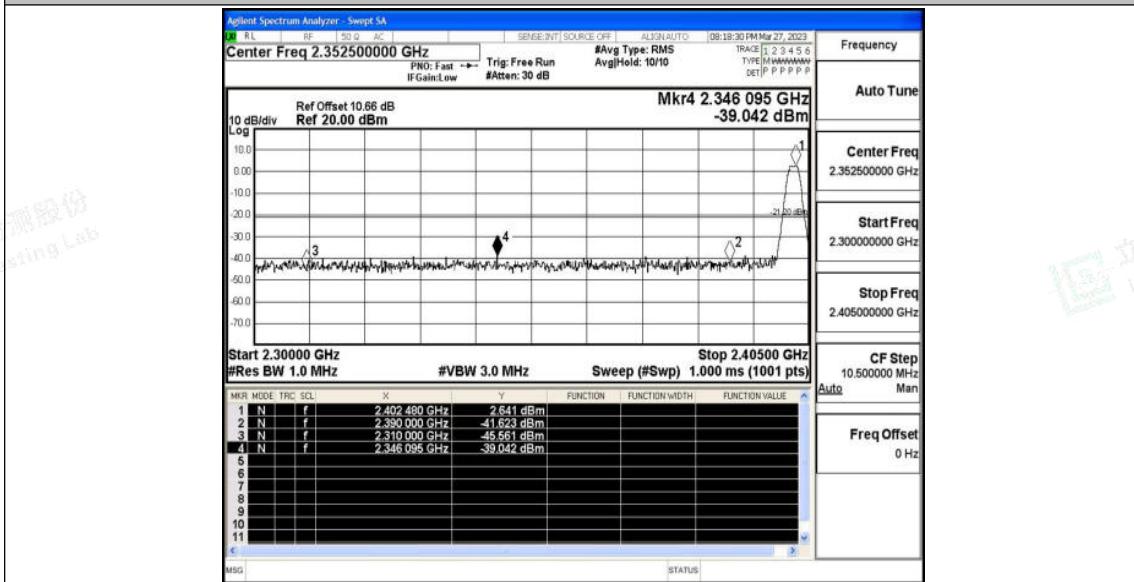 Agilent Spectrum Analyzer - Swept SA
RL RF 50 Ω AC SENSE:INT SOURCE OFF ALIGNAUTO 08:18:30 PM Mar 27, 2023
Center Freq 2.352500000 GHz
PNO: Fast
IFGain:Low
Trig: Free Run
#Atten: 30 dB
#Avg Type: RMS
Avg|Hold: 10/10
TRACE 1 2 3 4 5 6
TYPE M
DET P P P P P P
Mkr4 2.346 095 GHz
-39.042 dBm
Ref Offset 10.66 dB
10 dB/div Ref 20.00 dBm
Log
10.0
0.00
-10.0
-20.0
-30.0
-40.0
-50.0
-60.0
-70.0
1
2
3
4
-21.20 dBm
Start 2.30000 GHz Stop 2.40500 GHz
#Res BW 1.0 MHz #VBW 3.0 MHz Sweep (#Swp) 1.000 ms (1001 pts)
MKR MODE TRC SCL X Y FUNCTION FUNCTION WIDTH FUNCTION VALUE
1 N f 2.402 480 GHz 2.641 dBm
2 N f 2.390 000 GHz -41.623 dBm
3 N f 2.310 000 GHz -45.561 dBm
4 N f 2.346 095 GHz -39.042 dBm
5
6
7
8
9
10
11
MSG STATUS
Frequency
Auto Tune
Center Freq
2.352500000 GHz
Start Freq
2.300000000 GHz
Stop Freq
2.405000000 GHz
CF Step
10.500000 MHz
Auto Man
Freq Offset
0 Hz
测股份
sting Lab
立